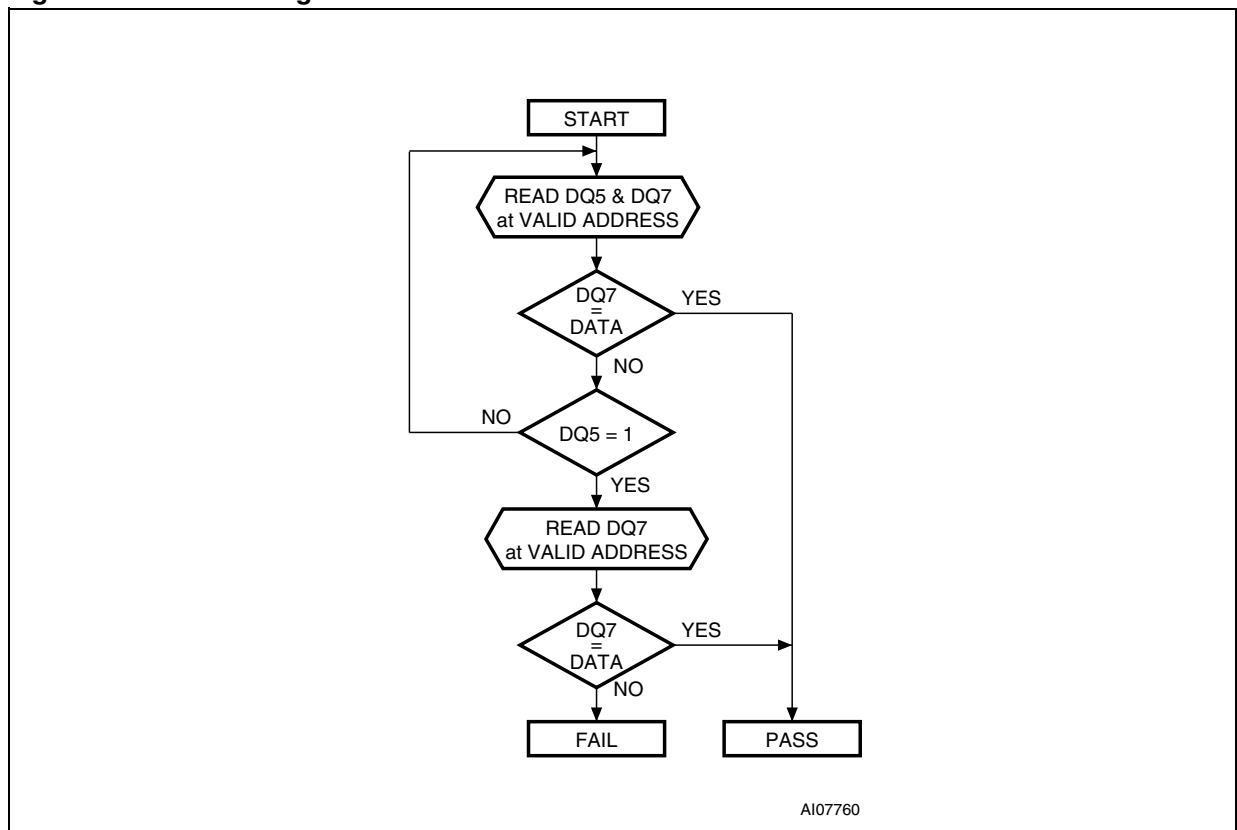 START
READ DQ5 & DQ7
at VALID ADDRESS
DQ7
=
DATA
YES
NO
DQ5 = 1
NO
YES
READ DQ7
at VALID ADDRESS
DQ7
=
DATA
YES
NO
FAIL
PASS
AI07760